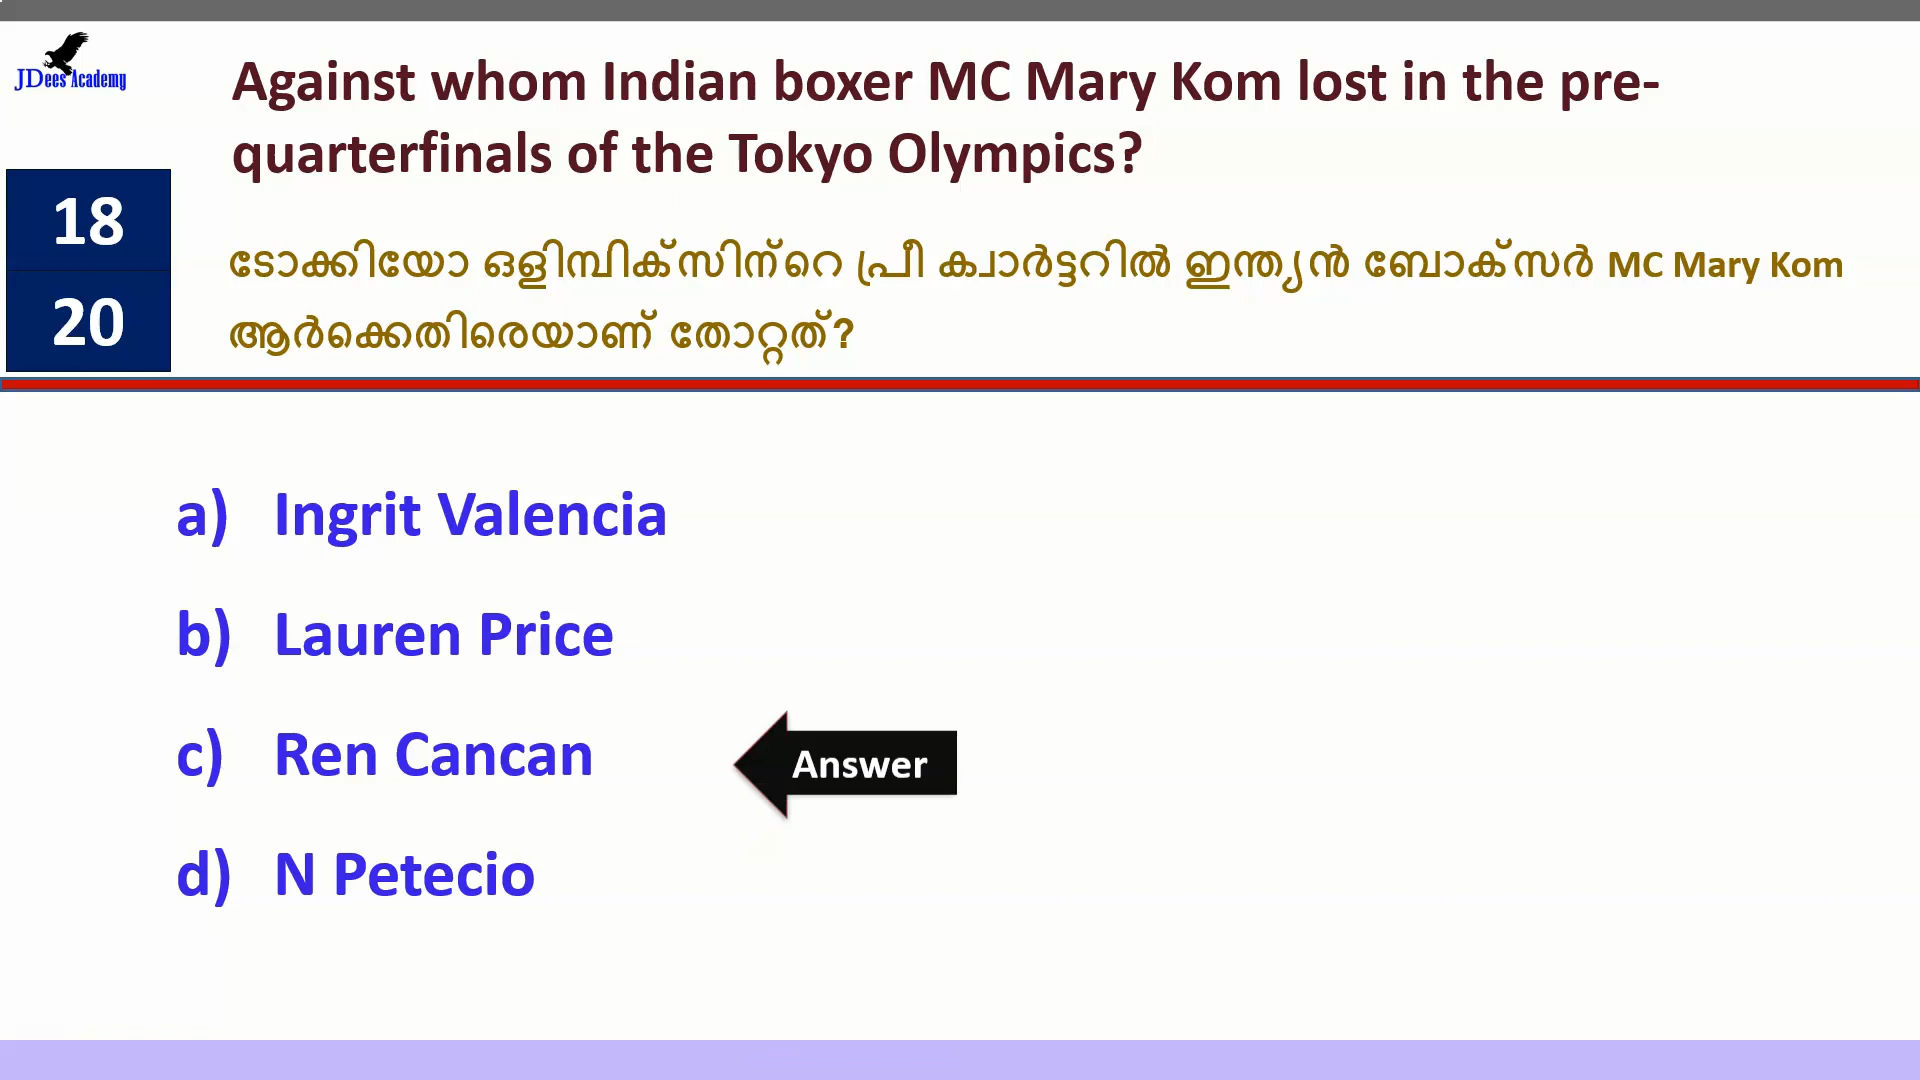 JDees Academy
Against whom Indian boxer MC Mary Kom lost in the pre-
quarterfinals of the Tokyo Olympics?
18
20
ടോക്കിയോ ഒളിമ്പിക്സിന്റെ പ്രീ ക്വാർട്ടറിൽ ഇന്ത്യൻ ബോക്സർ MC Mary Kom
ആർക്കെതിരെയാണ് തോറ്റത്?
a) Ingrit Valencia
b) Lauren Price
c) Ren Cancan
Answer
d) N Petecio